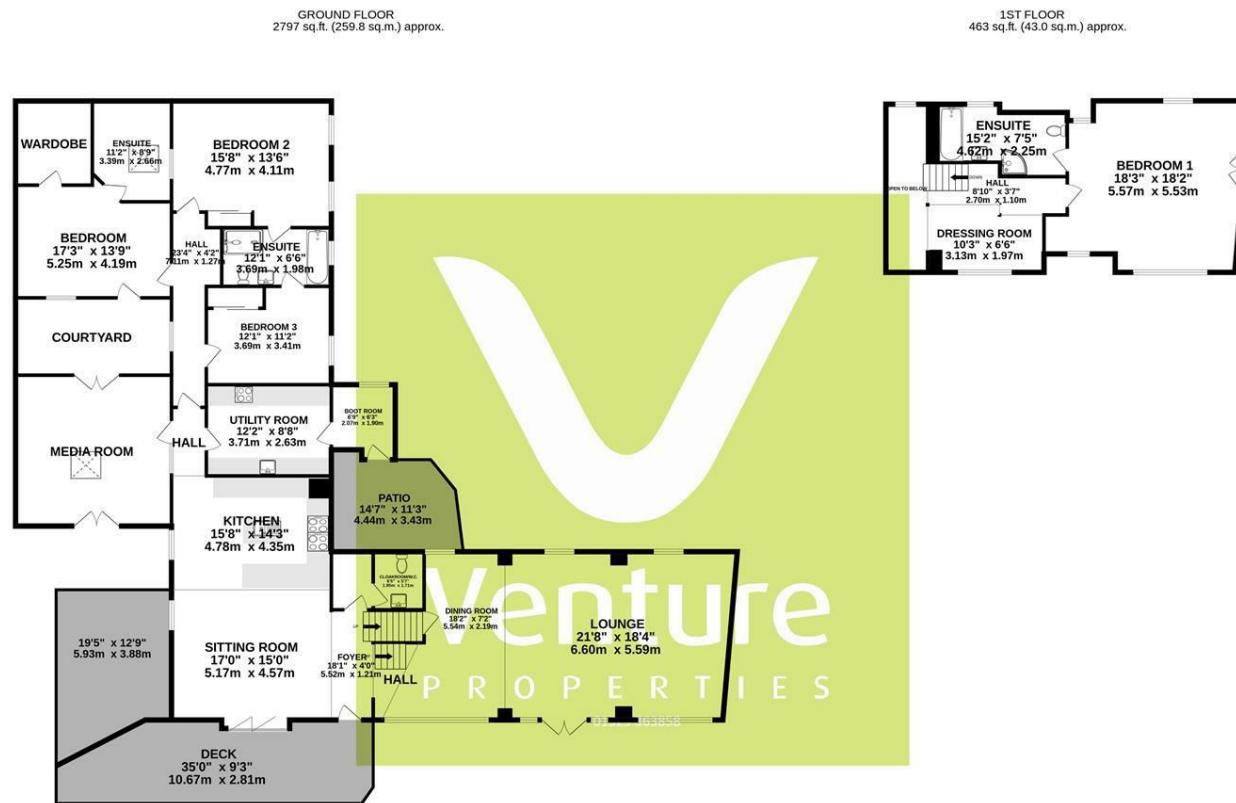 GROUND FLOOR
2797 sq.ft. (259.8 sq.m.) approx.
1ST FLOOR
463 sq.ft. (43.0 sq.m.) approx.
WARDOBE
ENSUITE
11'2" x 8'9"
3.39m x 2.66m
BEDROOM 2
15'8" x 13'6"
4.77m x 4.11m
BEDROOM
17'3" x 13'9"
5.25m x 4.19m
HALL
23'4" x 4'2"
7.11m x 1.27m
ENSUITE
12'1" x 6'6"
3.69m x 1.98m
BEDROOM 3
12'1" x 11'2"
3.69m x 3.41m
COURTYARD
MEDIA ROOM
HALL
UTILITY ROOM
12'2" x 8'8"
3.71m x 2.63m
BOOT ROOM
6'9" x 6'3"
2.07m x 1.90m
PATIO
14'7" x 11'3"
4.44m x 3.43m
KITCHEN
15'8" x 14'3"
4.78m x 4.35m
CLOAKROOM/W.C.
DINING ROOM
18'2" x 7'2"
5.54m x 2.19m
LOUNGE
21'8" x 18'4"
6.60m x 5.59m
UP
19'5" x 12'9"
5.93m x 3.88m
SITTING ROOM
17'0" x 15'0"
5.17m x 4.57m
FOYER
18'1" x 4'0"
5.52m x 1.21m
HALL
DECK
35'0" x 9'3"
10.67m x 2.81m
ENSUITE
15'2" x 7'5"
4.62m x 2.25m
BEDROOM 1
18'3" x 18'2"
5.57m x 5.53m
OPEN TO BELOW
DOWN
HALL
8'10" x 3'7"
2.70m x 1.10m
DRESSING ROOM
10'3" x 6'6"
3.13m x 1.97m
Venture
PROPERTIES